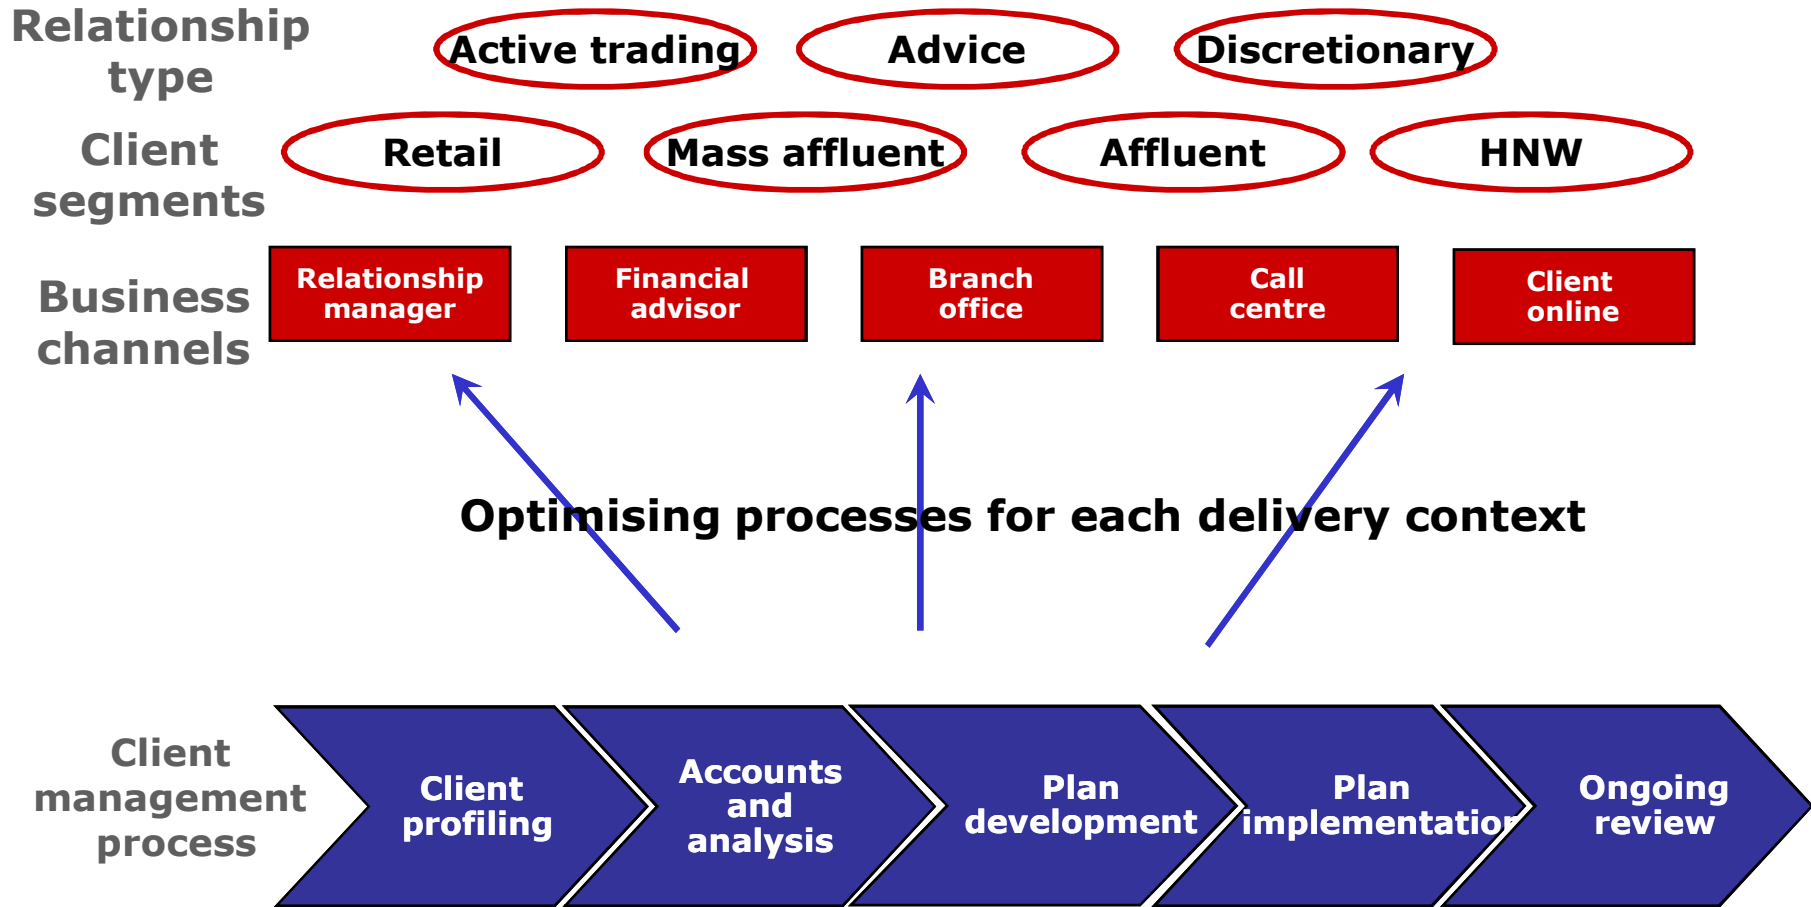 Relationship
type
Active trading
Advice
Discretionary
Client
segments
Retail
Mass affluent
Affluent
HNW
Business
channels
Relationship
manager
Financial
advisor
Branch
office
Call
centre
Client
online
Optimising processes for each delivery context
Client
management
process
Client
profiling
Accounts
and
analysis
Plan
development
Plan
implementation
Ongoing
review